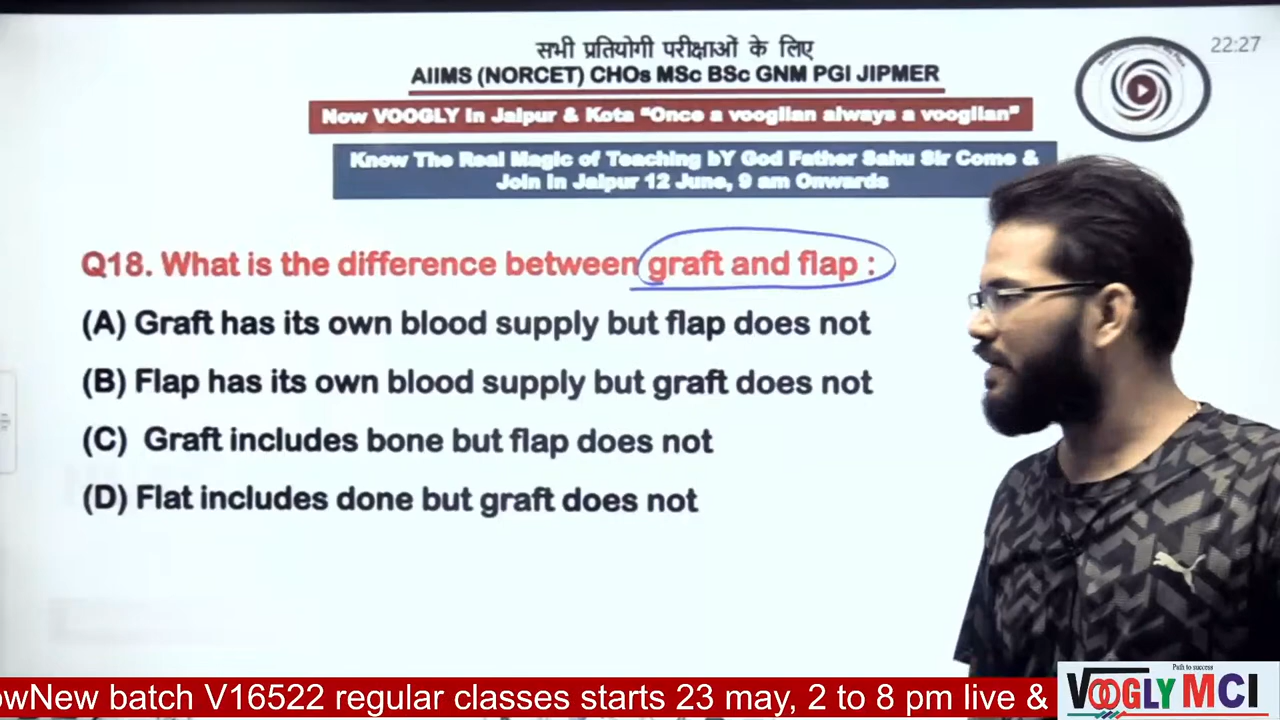 सभी प्रतियोगी परीक्षाओं के लिए
22:27
AIIMS (NORCET) CHOs MSc BSc GNM PGI JIPMER
Now VOOGLY in Jaipur & Kota “Once a vooglian always a vooglian”
Know The Real Magic of Teaching bY God Father Sahu Sir Come &
Join in Jaipur 12 June, 9 am Onwards
Q18. What is the difference between graft and flap :
(A) Graft has its own blood supply but flap does not
(B) Flap has its own blood supply but graft does not
(C) Graft includes bone but flap does not
(D) Flat includes done but graft does not
Path to success
VOOGLY MCI
owNew batch V16522 regular classes starts 23 may, 2 to 8 pm live &